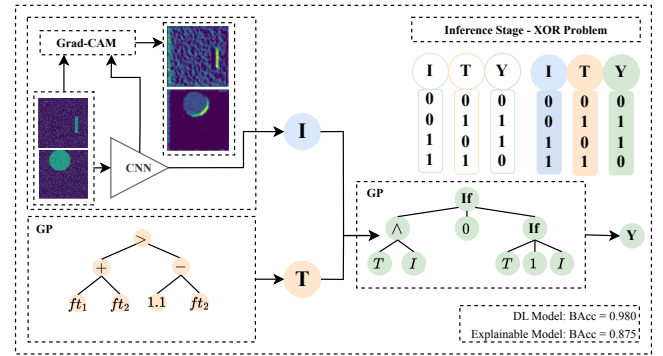 Inference Stage - XOR Problem
Grad-CAM
CNN
I
T
I T Y
0 0 0
0 1 1
1 0 1
1 1 0
I T Y
0 0 0
0 1 1
1 0 1
1 1 0
GP
>
+ −
ft₁ ft₂ 1.1 ft₂
GP
If
∧ 0 If
T I T 1 I
Y
DL Model: BAcc = 0.980
Explainable Model: BAcc = 0.875